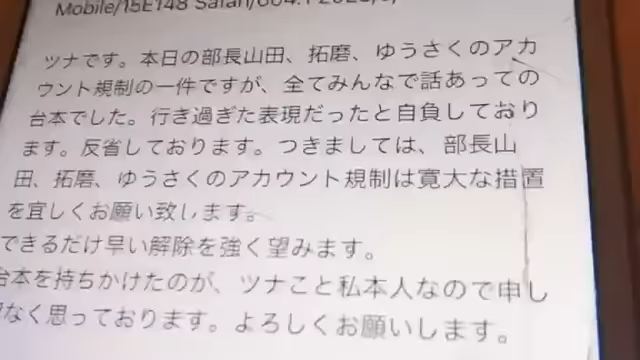 Mobile/15E148 Safari/604.1
ツナです。本日の部長山田、拓磨、ゆうさくのアカ
ウント規制の一件ですが、全てみんなで話あっての
台本でした。行き過ぎた表現だったと自負しており
ます。反省しております。つきましては、部長山
田、拓磨、ゆうさくのアカウント規制は寛大な措置
を宜しくお願い致します。
できるだけ早い解除を強く望みます。
台本を持ちかけたのが、ツナこと私本人なので申し
なく思っております。よろしくお願いします。